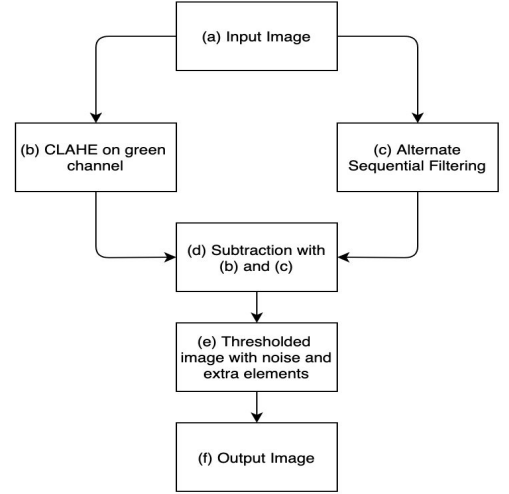 (a) Input Image
(b) CLAHE on green
channel
(c) Alternate
Sequential Filtering
(d) Subtraction with
(b) and (c)
(e) Thresholded
image with noise and
extra elements
(f) Output Image